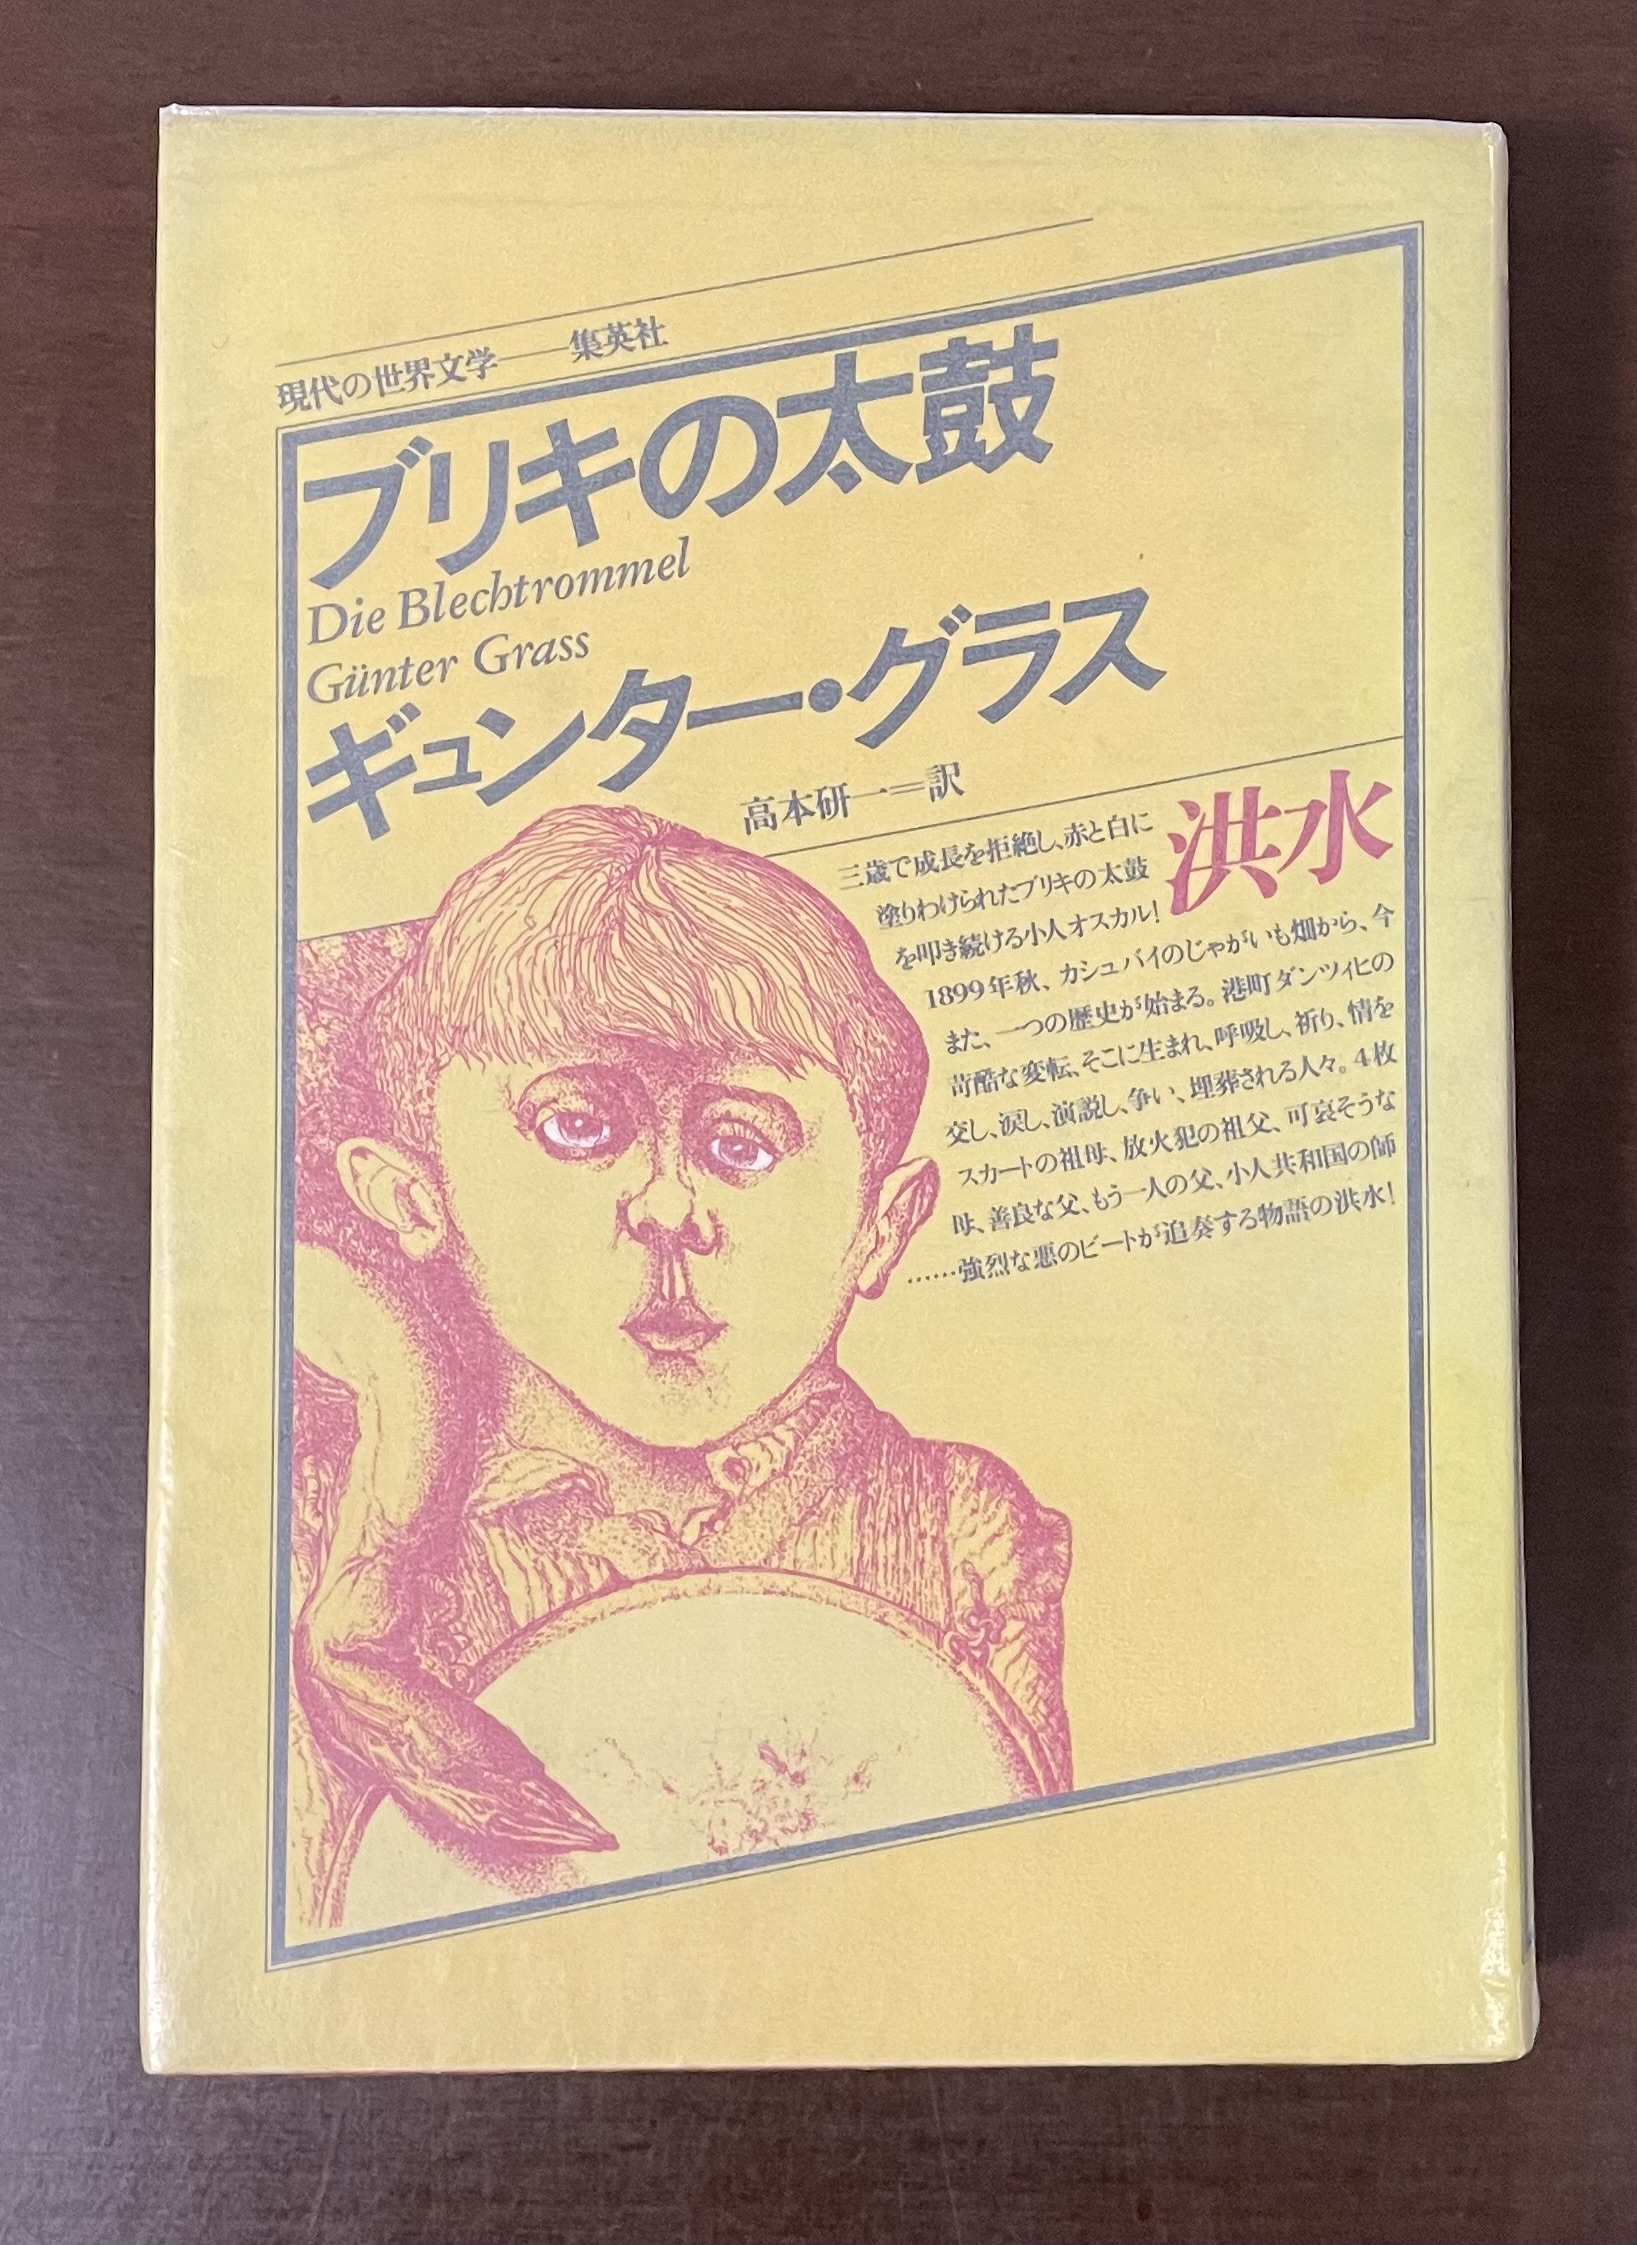 現代の世界文学――集英社
ブリキの太鼓
Die Blechtrommel
Günter Grass
ギュンター・グラス
高本研一＝訳
洪水
三歳で成長を拒絶し、赤と白に
塗りわけられたブリキの太鼓
を叩き続ける小人オスカル！
1899年秋、カシュバイのじゃがいも畑から、今
また、一つの歴史が始まる。港町ダンツィヒの
苛酷な変転、そこに生まれ、呼吸し、祈り、情を
交し、涙し、演説し、争い、埋葬される人々。4枚
スカートの祖母、放火犯の祖父、可哀そうな
母、善良な父、もう一人の父、小人共和国の師
……強烈な悪のビートが追奏する物語の洪水！